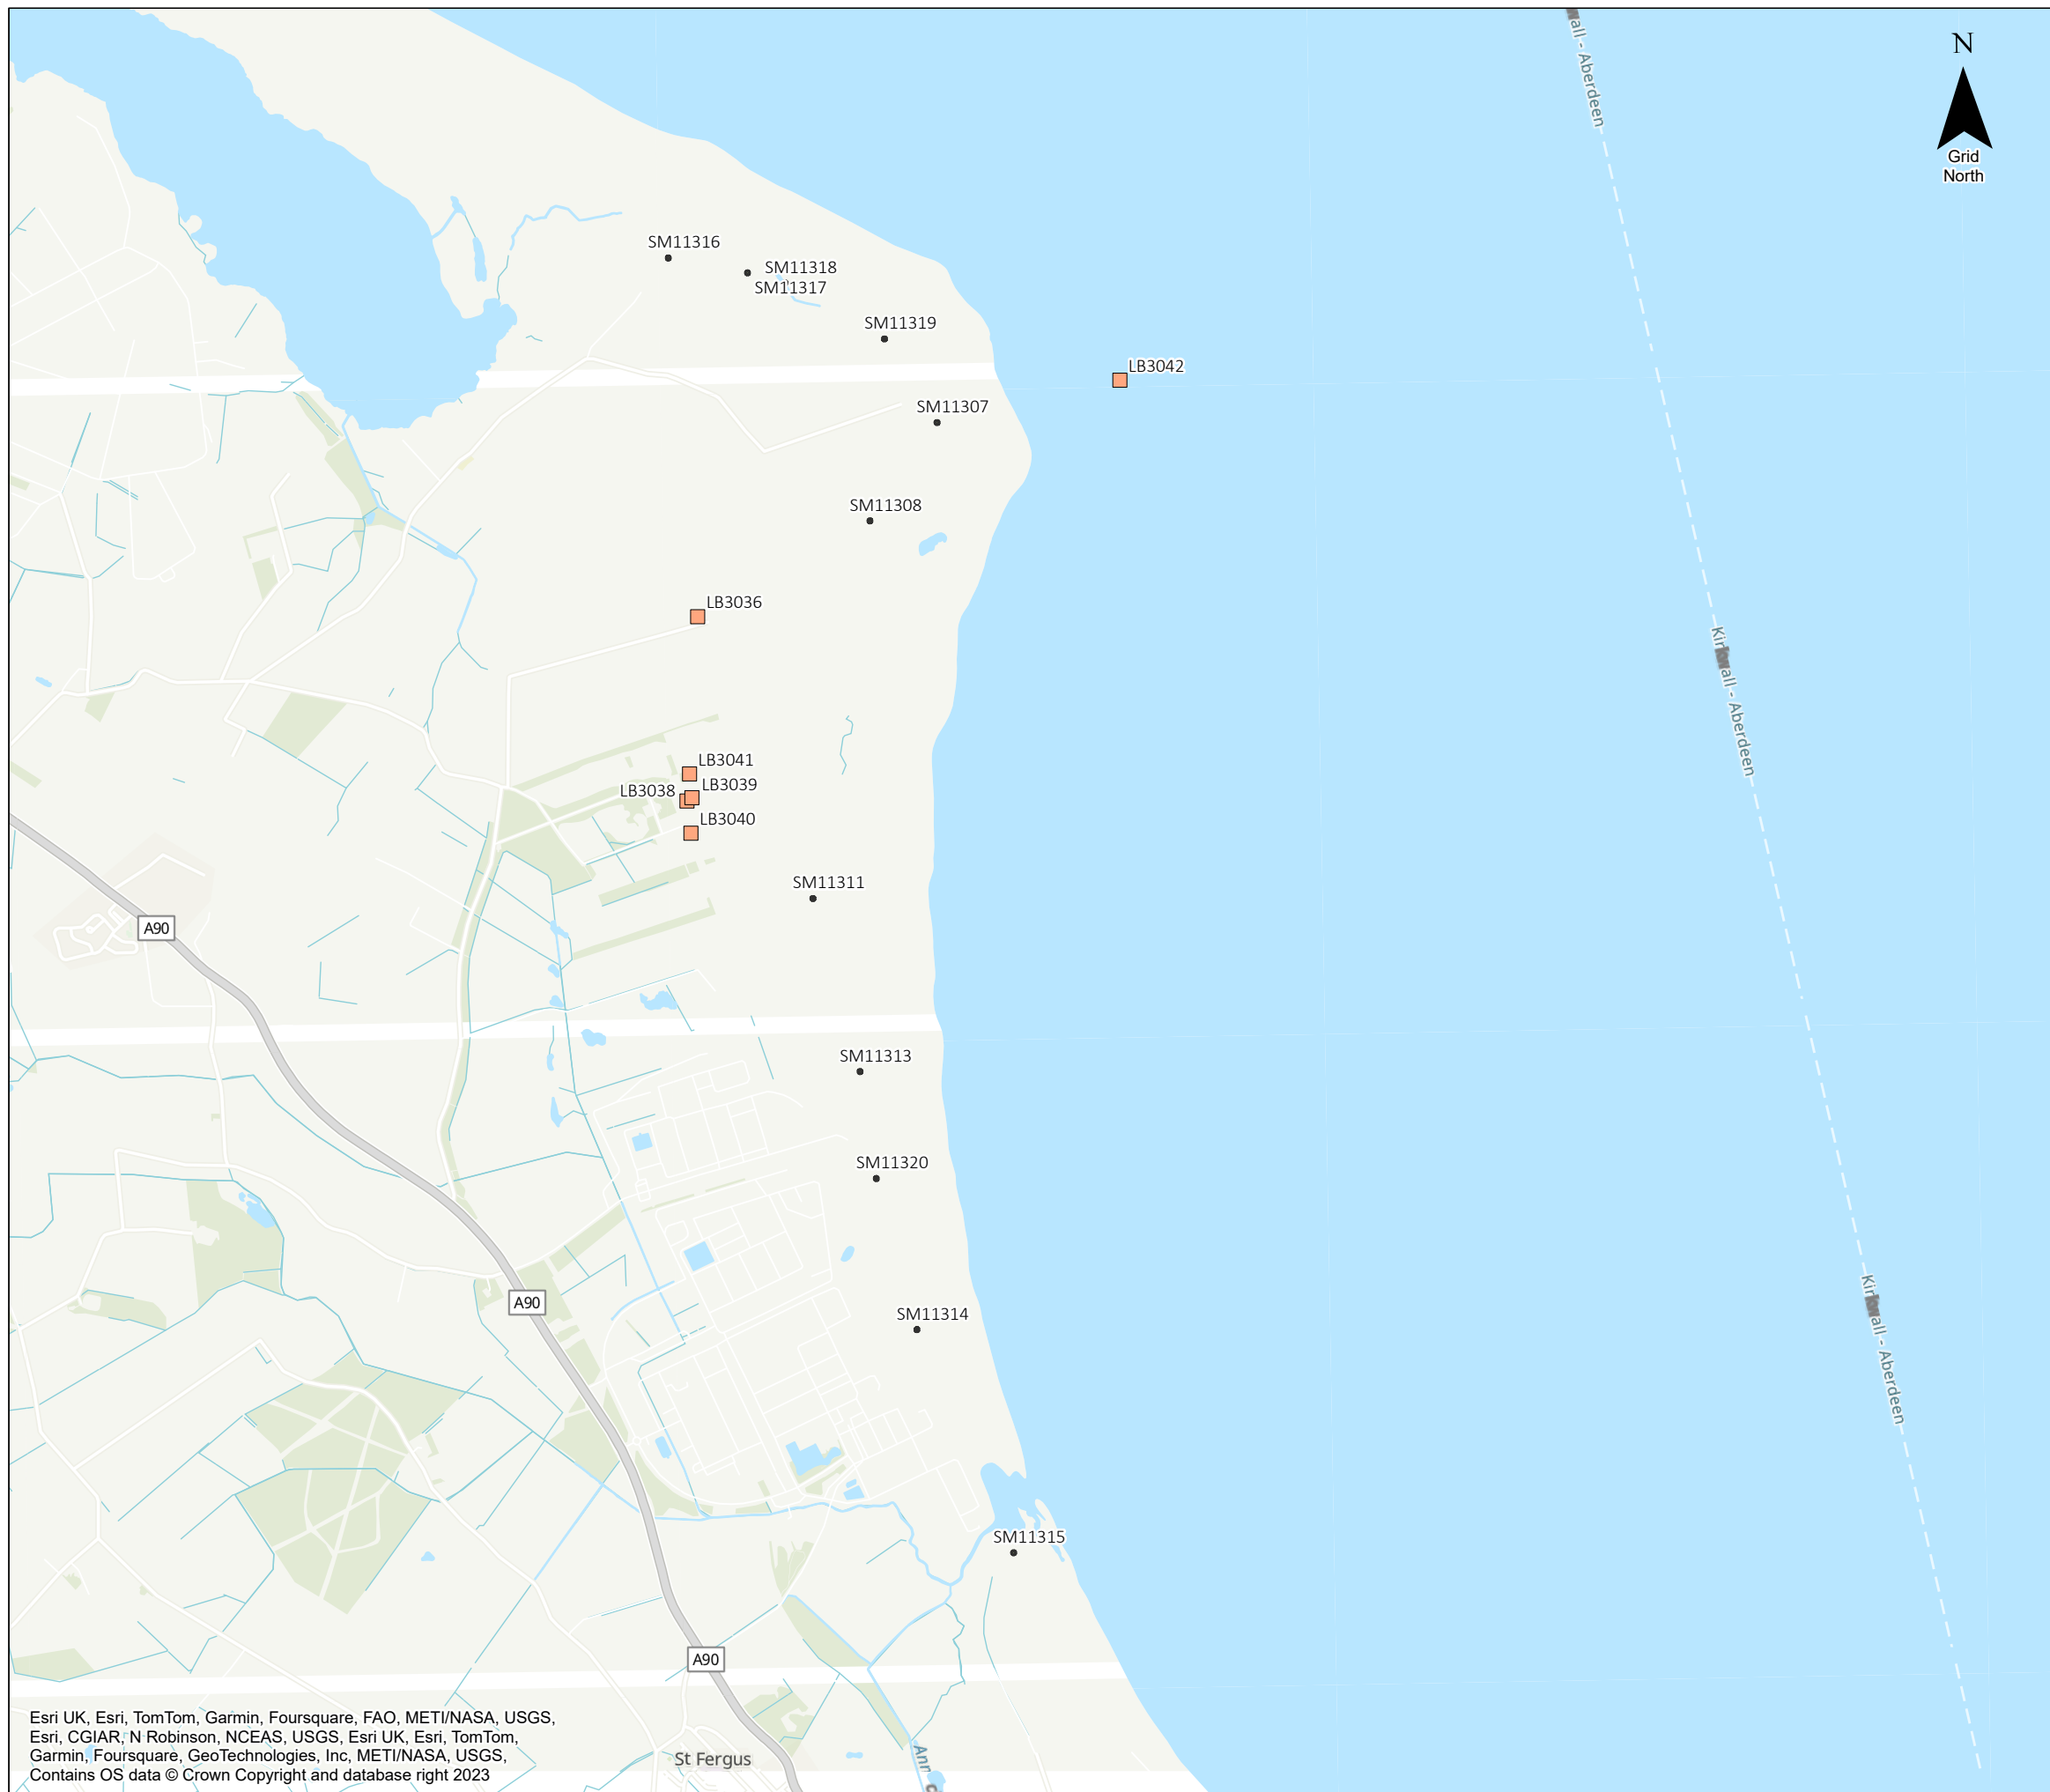 all - Aberdeen
N
Grid
North
SM11316
SM11318
SM11317
SM11319
LB3042
SM11307
SM11308
LB3036
Kirkwall - Aberdeen
LB3041
LB3039
LB3038
LB3040
SM11311
A90
SM11313
SM11320
Kirkwall - Aberdeen
A90
SM11314
SM11315
A90
Esri UK, Esri, TomTom, Garmin, Foursquare, FAO, METI/NASA, USGS,
Esri, CGIAR, N Robinson, NCEAS, USGS, Esri UK, Esri, TomTom,
Garmin, Foursquare, GeoTechnologies, Inc, METI/NASA, USGS,
Contains OS data © Crown Copyright and database right 2023
St Fergus